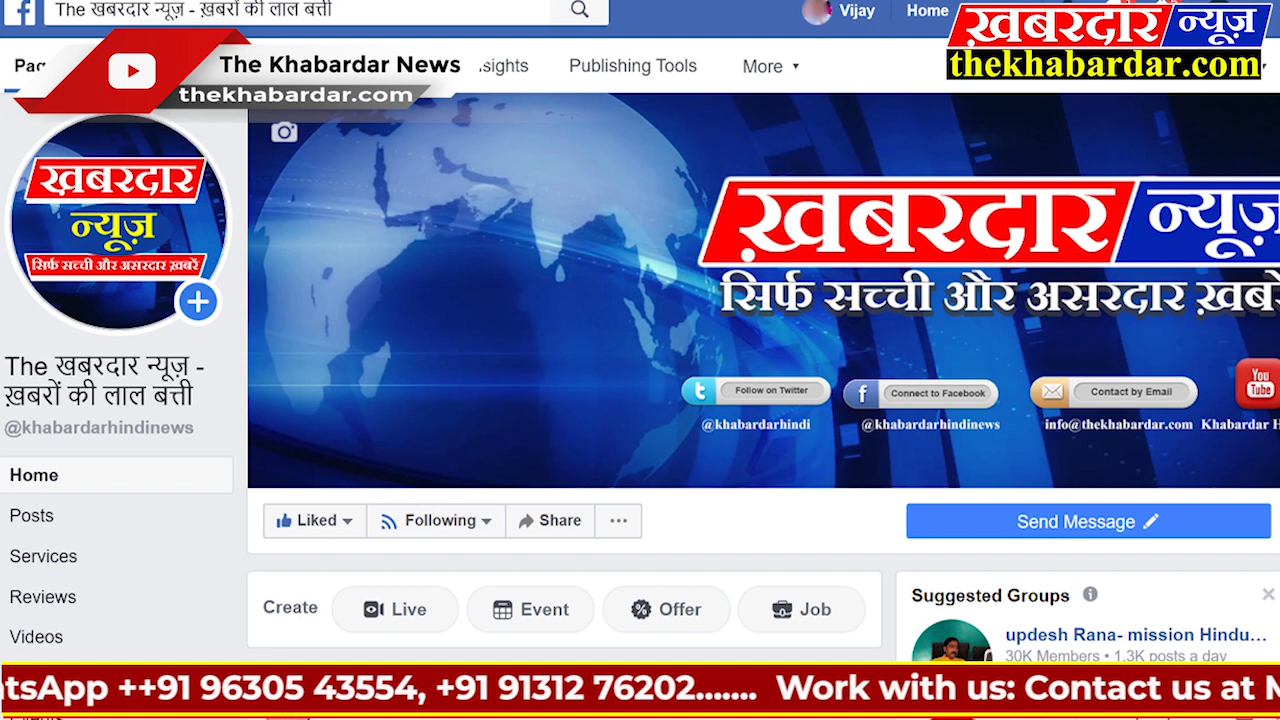 The खबरदार न्यूज़ - ख़बरों की लाल बत्ती
Vijay
Home
ख़बरदार न्यूज़
thekhabardar.com
The Khabardar News
thekhabardar.com
Publishing Tools
More
ख़बरदार
न्यूज़
सिर्फ सच्ची और असरदार ख़बरें
ख़बरदार न्यूज़
सिर्फ सच्ची और असरदार ख़बरें
Follow on Twitter
@khabardarhindi
Connect to Facebook
@khabardarhindinews
Contact by Email
info@thekhabardar.com
You
Tube
Khabardar H
The खबरदार न्यूज़ -
ख़बरों की लाल बत्ती
@khabardarhindinews
Home
Posts
Services
Reviews
Videos
Liked
Following
Share
Send Message
Create
Live
Event
Offer
Job
Suggested Groups
updesh Rana- mission Hindu...
30K Members • 1.3K posts a day
atsApp ++91 96305 43554, +91 91312 76202....... Work with us: Contact us at M